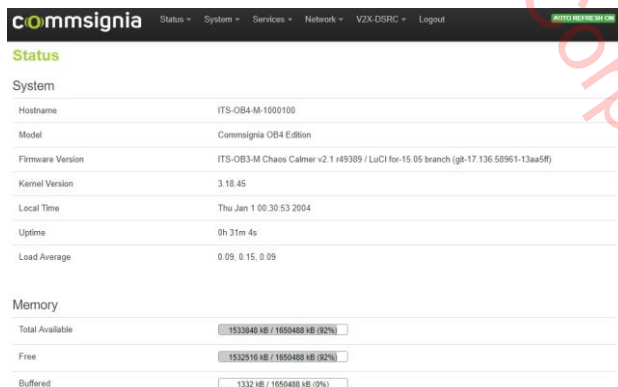 commsignia Status System Services Network V2X-DSRC Logout AUTO REFRESH ON
Status
System
Hostname ITS-OB4-M-1000100
Model Commsignia OB4 Edition
Firmware Version ITS-OB3-M Chaos Calmer v2.1 r49389 / LuCI for-15.05 branch (git-17.136.58961-13aa5ff)
Kernel Version 3.18.45
Local Time Thu Jan 1 00:30:53 2004
Uptime 0h 31m 4s
Load Average 0.09, 0.15, 0.09
Memory
Total Available 1533848 kB / 1650488 kB (92%)
Free 1532516 kB / 1650488 kB (92%)
Buffered 1332 kB / 1650488 kB (0%)